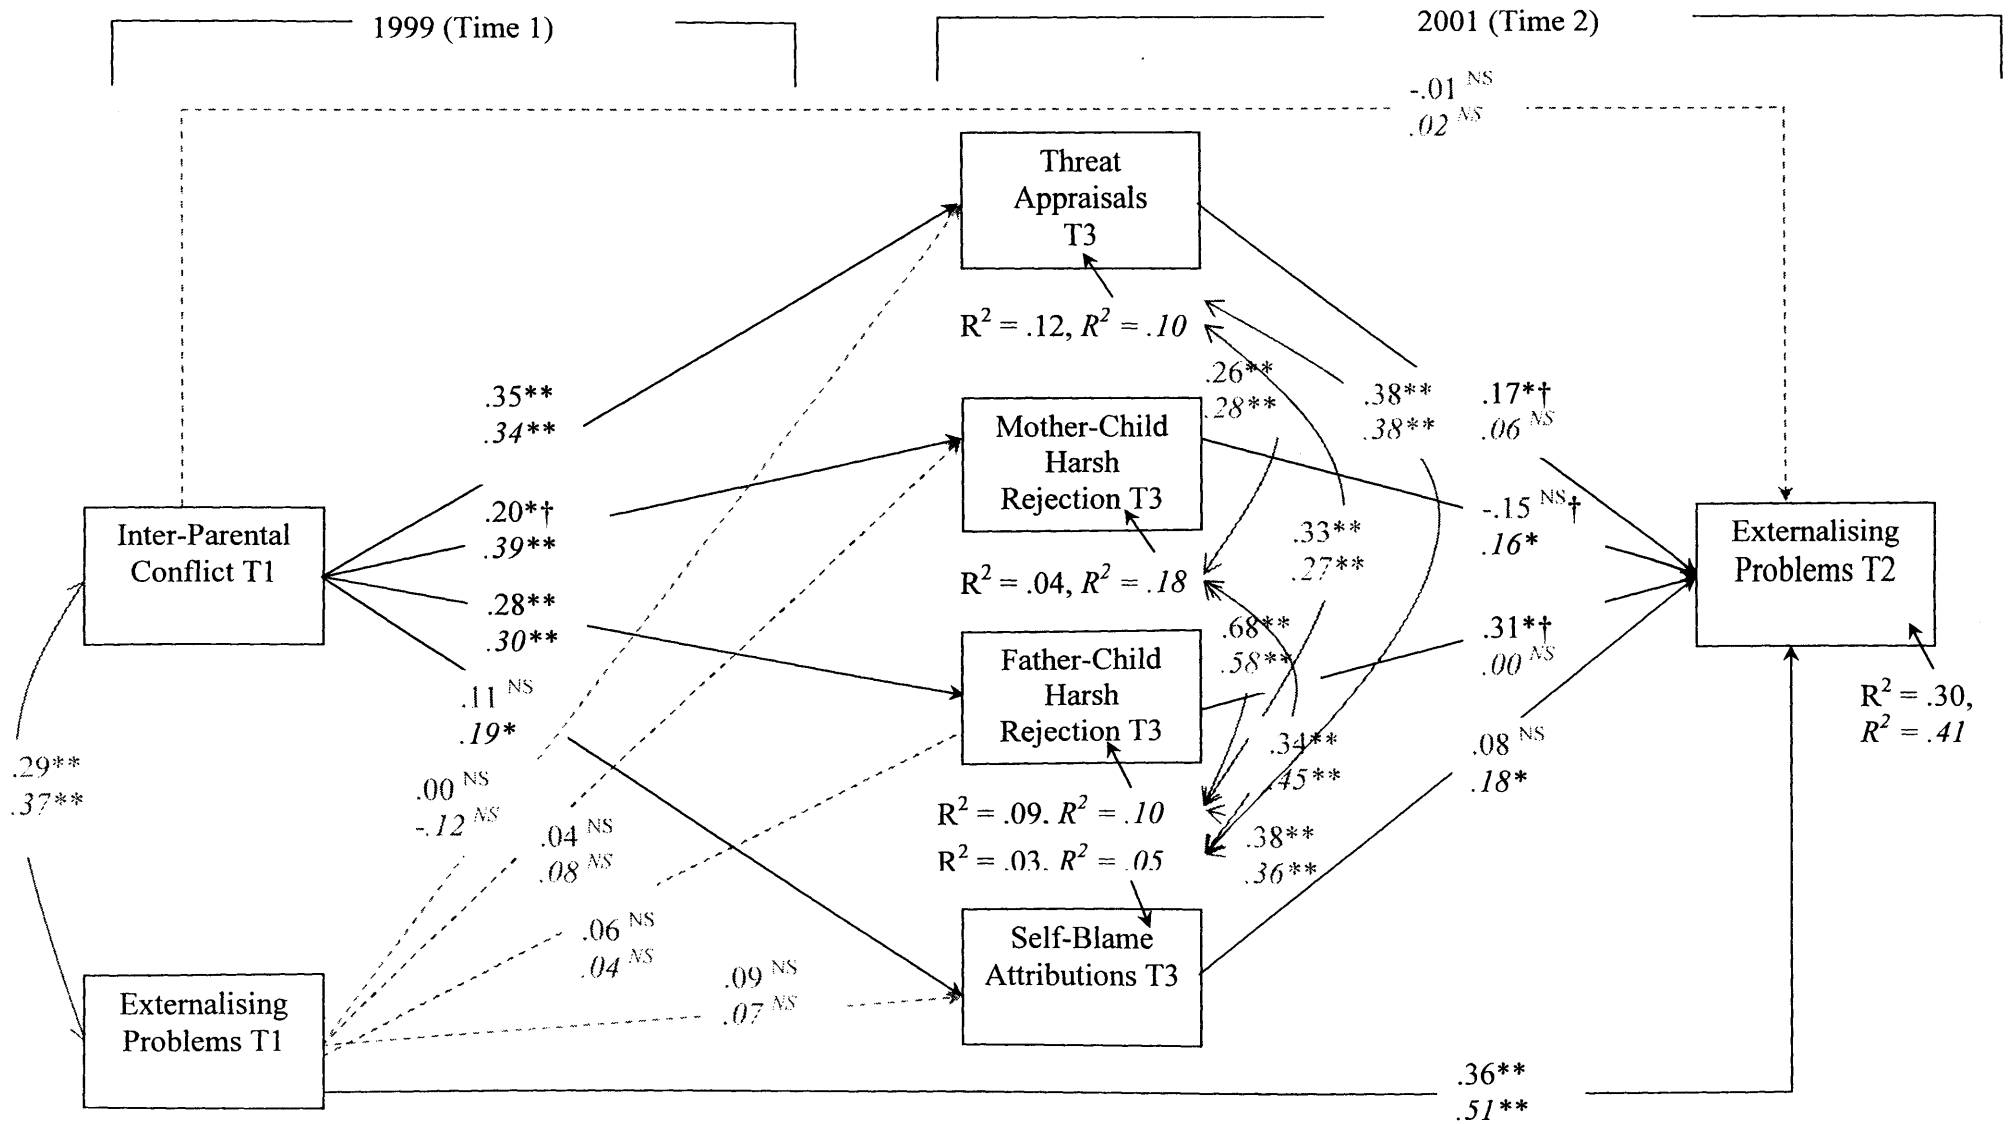 1999 (Time 1)
2001 (Time 2)
-.01 NS
.02 NS
Threat
Appraisals
T3
R² = .12, R² = .10
.35**
.34**
.26**
.28**
.38**
.38**
.17*†
.06 NS
Mother-Child
Harsh
Rejection T3
R² = .04, R² = .18
.20*†
.39**
-.15 NS†
.16*
.33**
.27**
Inter-Parental
Conflict T1
Externalising
Problems T2
R² = .30,
R² = .41
.28**
.30**
.68**
.58**
.31*†
.00 NS
Father-Child
Harsh
Rejection T3
.11 NS
.19*
.34**
.45**
.08 NS
.18*
.29**
.37**
.00 NS
-.12 NS
.04 NS
.08 NS
R² = .09. R² = .10
R² = .03. R² = .05
.38**
.36**
.06 NS
.04 NS
Self-Blame
Attributions T3
.09 NS
.07 NS
Externalising
Problems T1
.36**
.51**